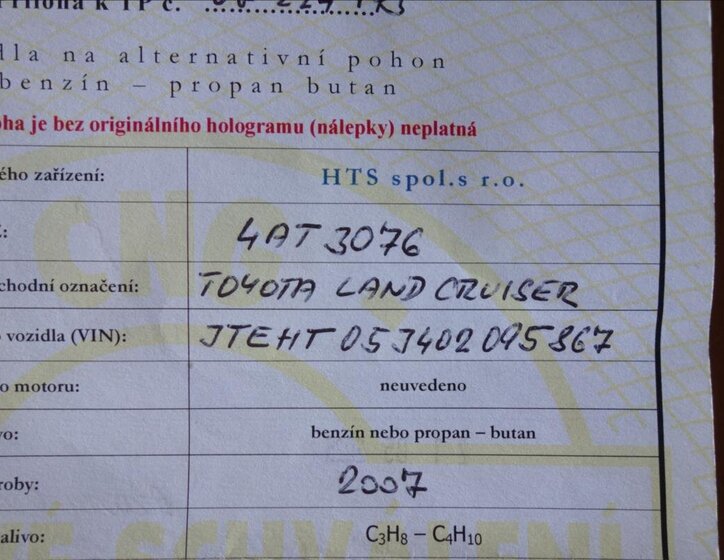 k TP č.
dla na alternativní pohon
benzín – propan butan
oha je bez originálního hologramu (nálepky) neplatná
ého zařízení: HTS spol.s r.o.
: 4AT 3076
chodní označení: TOYOTA LAND CRUISER
o vozidla (VIN): JTEHT05J402095867
o motoru: neuvedeno
vo: benzín nebo propan – butan
roby: 2007
alivo: C₃H₈ – C₄H₁₀